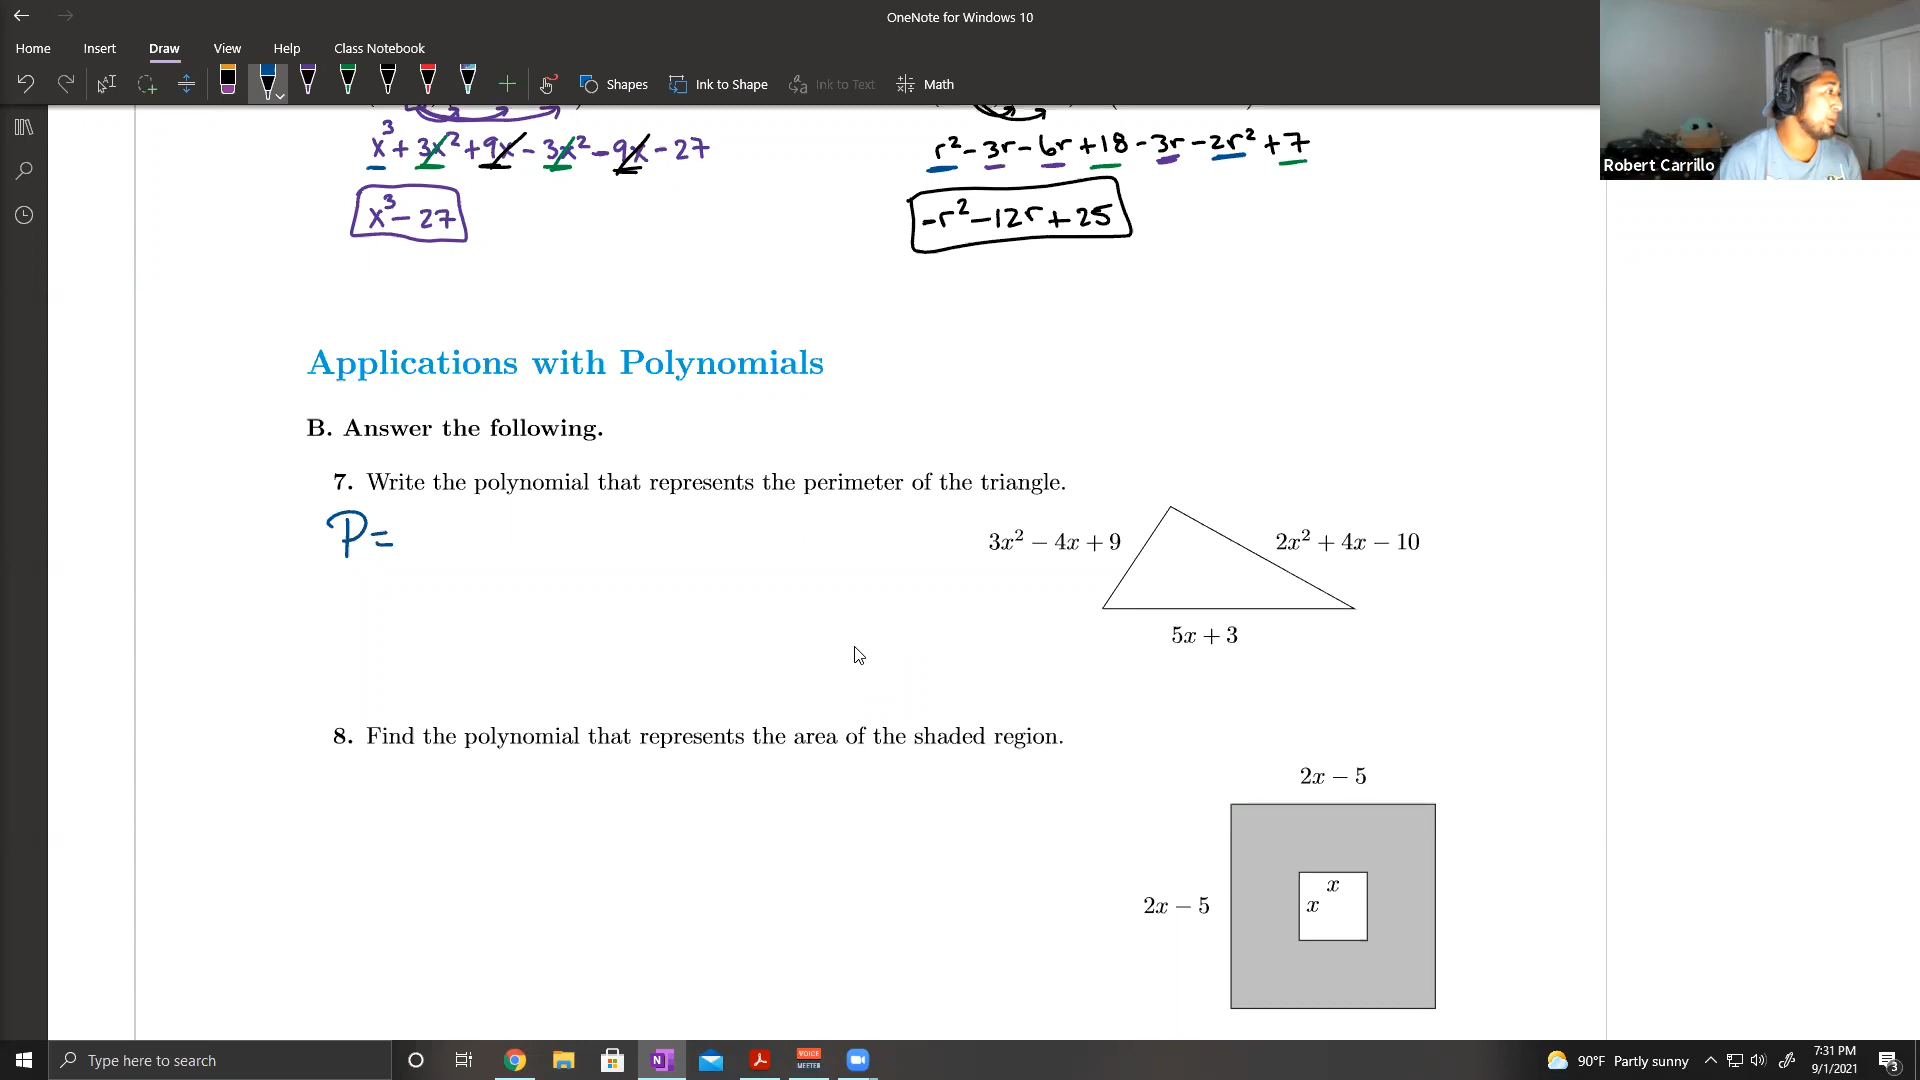 OneNote for Windows 10
Home Insert Draw View Help Class Notebook
Shapes Ink to Shape Ink to Text Math
Robert Carrillo
x³ + 3x² + 9x - 3x² - 9x - 27
x³ - 27
r² - 3r - 6r + 18 - 3r - 2r² + 7
-r² - 12r + 25
Applications with Polynomials
B. Answer the following.
7. Write the polynomial that represents the perimeter of the triangle.
P=
3x² − 4x + 9
2x² + 4x − 10
5x + 3
8. Find the polynomial that represents the area of the shaded region.
2x − 5
2x − 5
x
x
Type here to search
N
VOICE
MEETER
90°F Partly sunny
7:31 PM
9/1/2021
3